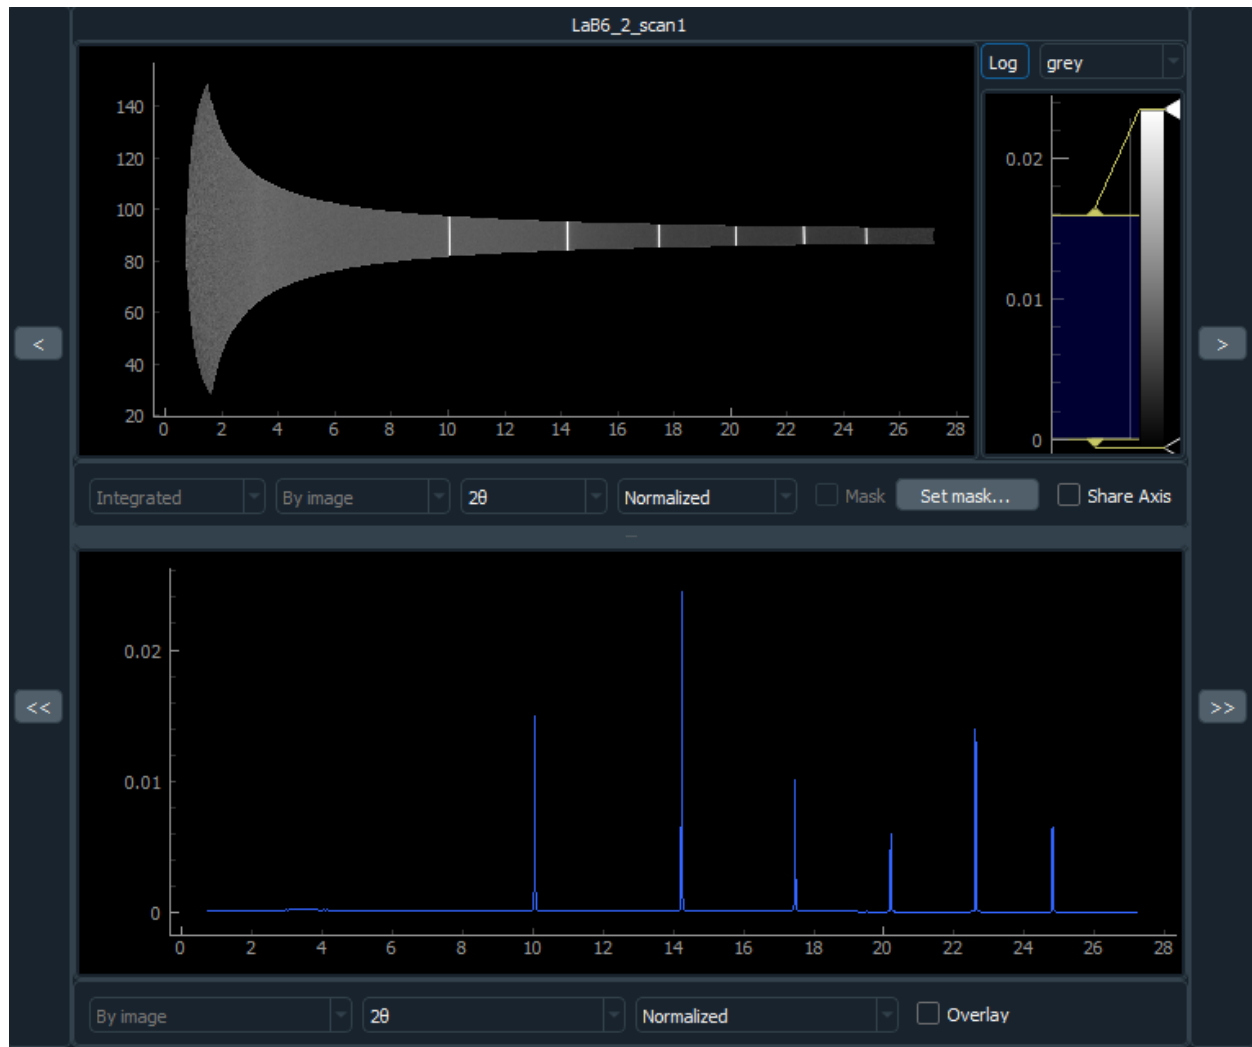 LaB6_2_scan1
Log grey
140
120
100
80
60
40
20
0 2 4 6 8 10 12 14 16 18 20 22 24 26 28
0.02
0.01
0
<
>
Integrated By image 2θ Normalized Mask Set mask... Share Axis
0.02
0.01
0
0 2 4 6 8 10 12 14 16 18 20 22 24 26 28
<<
>>
By image 2θ Normalized Overlay